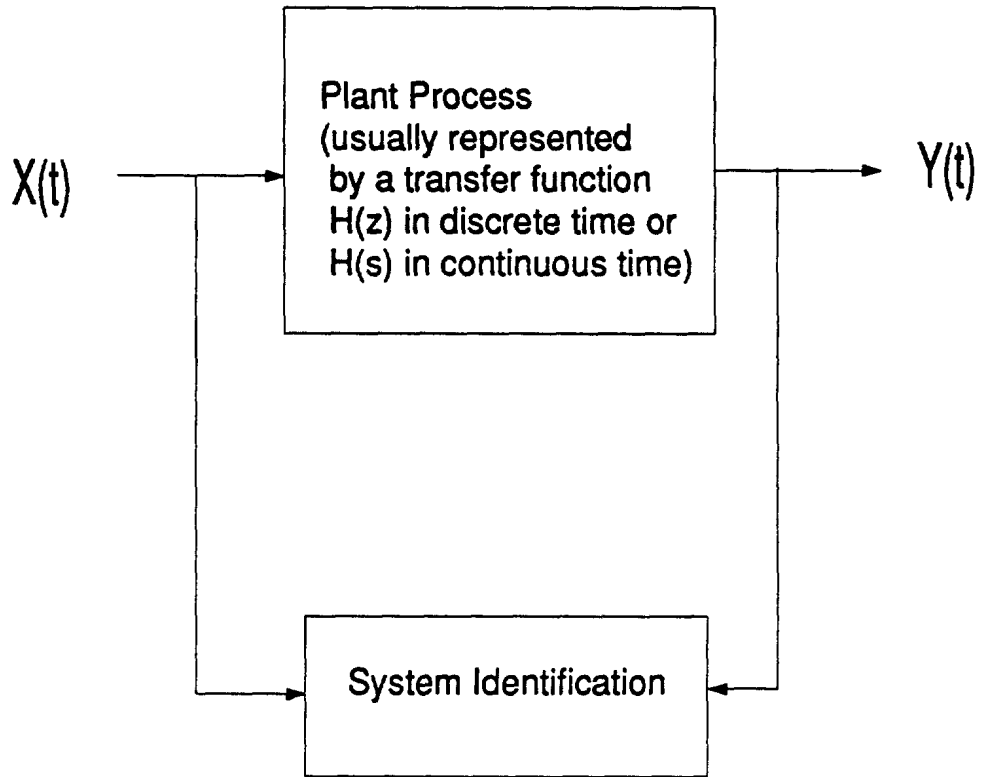 Plant Process
(usually represented
by a transfer function
H(z) in discrete time or
H(s) in continuous time)
X(t)
Y(t)
System Identification